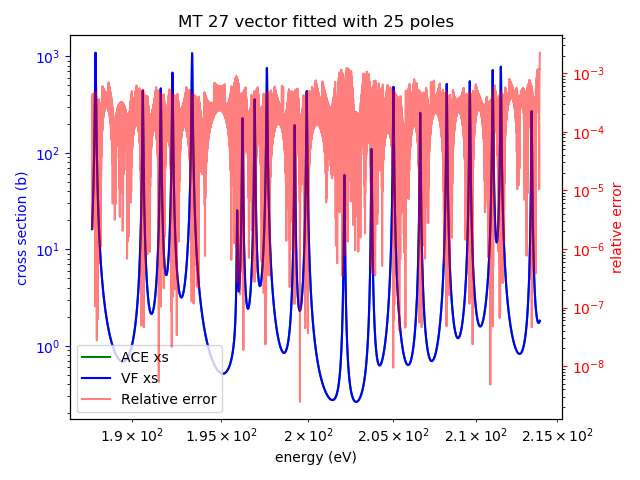 MT 27 vector fitted with 25 poles
10³
10²
10¹
10⁰
cross section (b)
10⁻³
10⁻⁴
10⁻⁵
10⁻⁶
10⁻⁷
10⁻⁸
relative error
ACE xs
VF xs
Relative error
1.9 × 10² 1.95 × 10² 2 × 10² 2.05 × 10² 2.1 × 10² 2.15 × 10²
energy (eV)